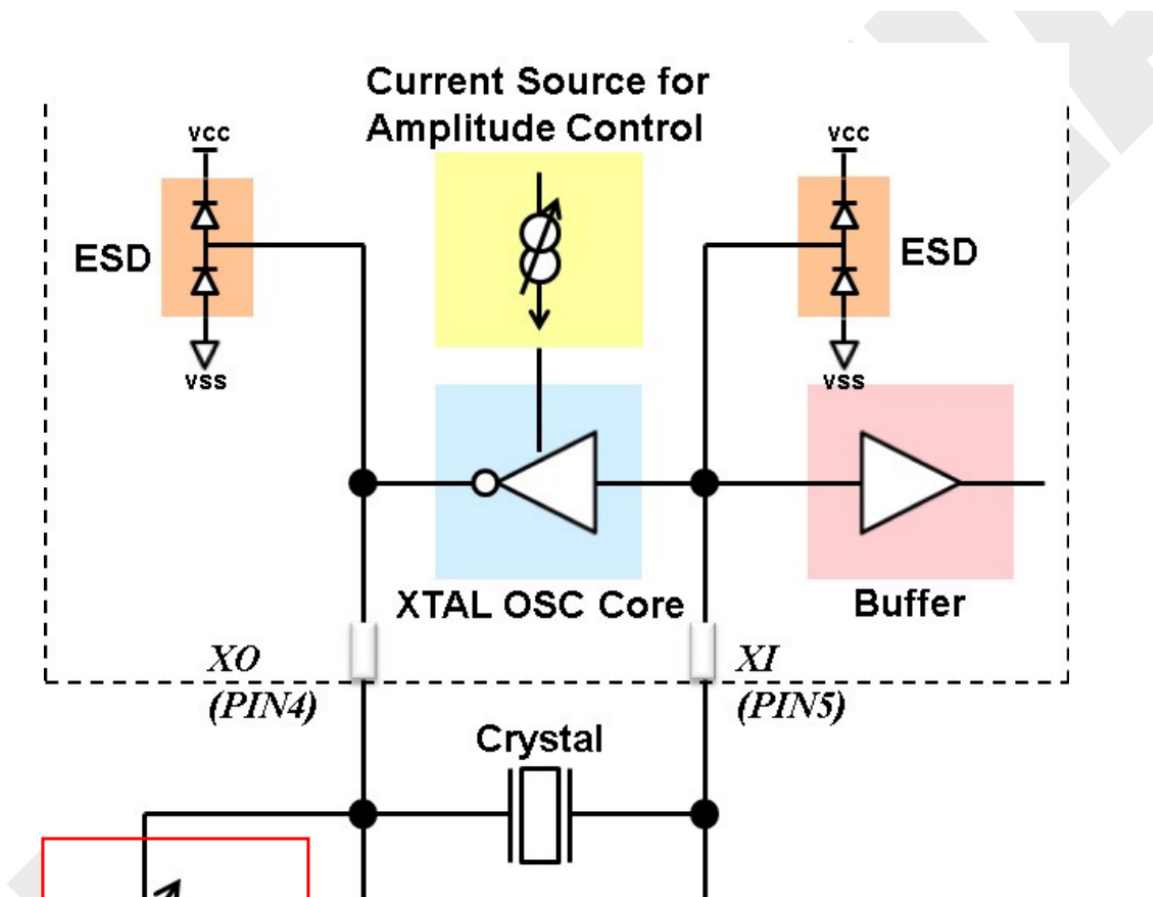 Current Source for
Amplitude Control
vcc
vcc
ESD
ESD
vss
vss
XTAL OSC Core
Buffer
XO
(PIN4)
XI
(PIN5)
Crystal